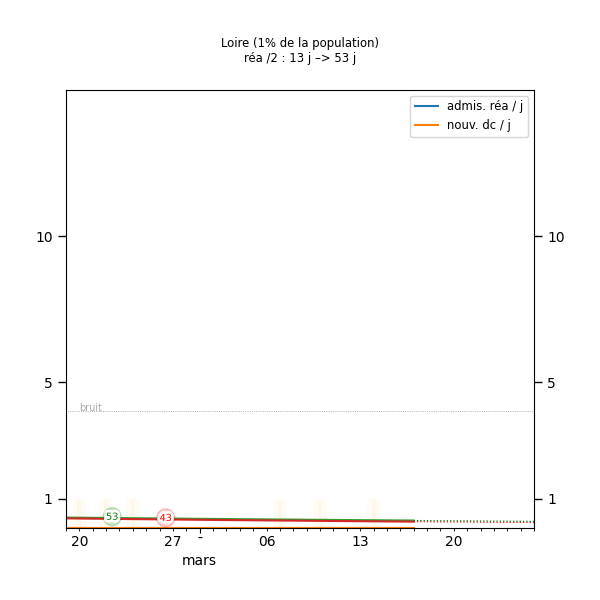 Loire (1% de la population)
réa /2 : 13 j –> 53 j
admis. réa / j
nouv. dc / j
10 10
5 5
bruit
1 1
53 43
20 27 - 06 13 20
mars